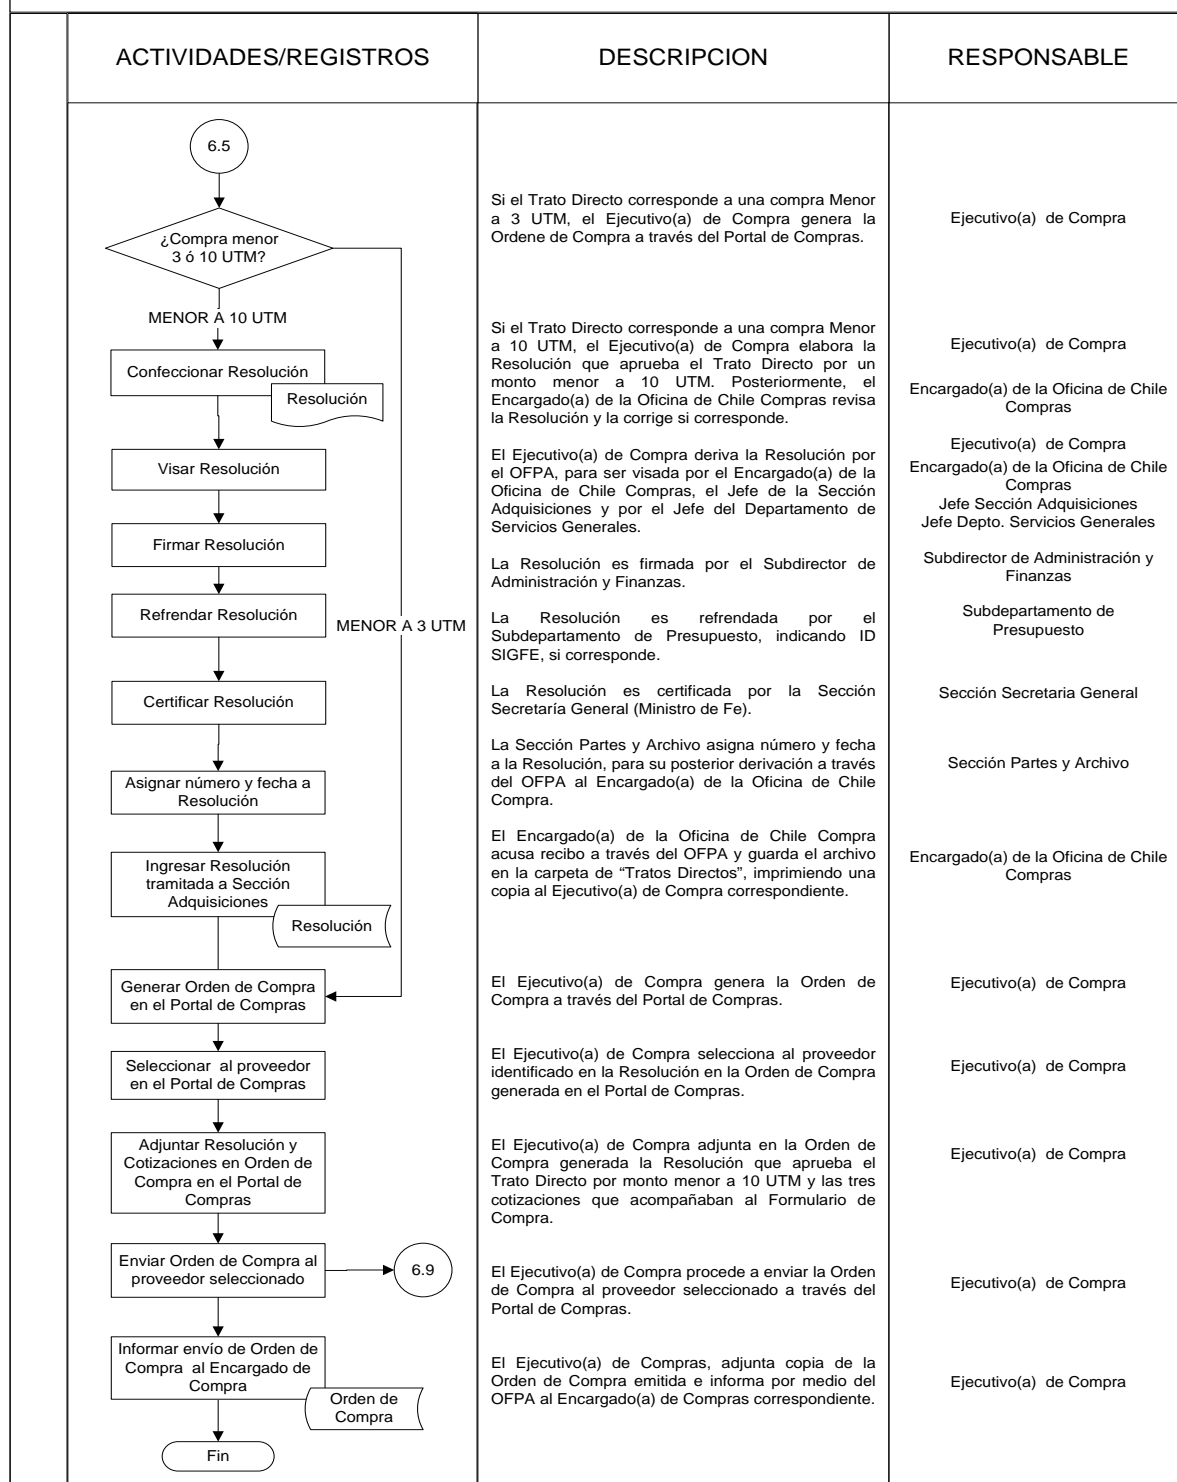 ACTIVIDADES/REGISTROS
DESCRIPCION
RESPONSABLE
6.5
¿Compra menor
3 ó 10 UTM?
Si el Trato Directo corresponde a una compra Menor
a 3 UTM, el Ejecutivo(a) de Compra genera la
Ordene de Compra a través del Portal de Compras.
Ejecutivo(a) de Compra
MENOR A 10 UTM
Confeccionar Resolución
Resolución
Si el Trato Directo corresponde a una compra Menor
a 10 UTM, el Ejecutivo(a) de Compra elabora la
Resolución que aprueba el Trato Directo por un
monto menor a 10 UTM. Posteriormente, el
Encargado(a) de la Oficina de Chile Compras revisa
la Resolución y la corrige si corresponde.
Ejecutivo(a) de Compra
Encargado(a) de la Oficina de Chile
Compras
Visar Resolución
El Ejecutivo(a) de Compra deriva la Resolución por
el OFPA, para ser visada por el Encargado(a) de la
Oficina de Chile Compras, el Jefe de la Sección
Adquisiciones y por el Jefe del Departamento de
Servicios Generales.
Ejecutivo(a) de Compra
Encargado(a) de la Oficina de Chile
Compras
Jefe Sección Adquisiciones
Jefe Depto. Servicios Generales
Firmar Resolución
La Resolución es firmada por el Subdirector de
Administración y Finanzas.
Subdirector de Administración y
Finanzas
Refrendar Resolución
MENOR A 3 UTM
La Resolución es refrendada por el
Subdepartamento de Presupuesto, indicando ID
SIGFE, si corresponde.
Subdepartamento de
Presupuesto
Certificar Resolución
La Resolución es certificada por la Sección
Secretaría General (Ministro de Fe).
Sección Secretaria General
Asignar número y fecha a
Resolución
La Sección Partes y Archivo asigna número y fecha
a la Resolución, para su posterior derivación a través
del OFPA al Encargado(a) de la Oficina de Chile
Compra.
Sección Partes y Archivo
Ingresar Resolución
tramitada a Sección
Adquisiciones
Resolución
El Encargado(a) de la Oficina de Chile Compra
acusa recibo a través del OFPA y guarda el archivo
en la carpeta de “Tratos Directos”, imprimiendo una
copia al Ejecutivo(a) de Compra correspondiente.
Encargado(a) de la Oficina de Chile
Compras
Generar Orden de Compra
en el Portal de Compras
El Ejecutivo(a) de Compra genera la Orden de
Compra a través del Portal de Compras.
Ejecutivo(a) de Compra
Seleccionar al proveedor
en el Portal de Compras
El Ejecutivo(a) de Compra selecciona al proveedor
identificado en la Resolución en la Orden de Compra
generada en el Portal de Compras.
Ejecutivo(a) de Compra
Adjuntar Resolución y
Cotizaciones en Orden de
Compra en el Portal de
Compras
El Ejecutivo(a) de Compra adjunta en la Orden de
Compra generada la Resolución que aprueba el
Trato Directo por monto menor a 10 UTM y las tres
cotizaciones que acompañaban al Formulario de
Compra.
Ejecutivo(a) de Compra
Enviar Orden de Compra al
proveedor seleccionado
6.9
El Ejecutivo(a) de Compra procede a enviar la Orden
de Compra al proveedor seleccionado a través del
Portal de Compras.
Ejecutivo(a) de Compra
Informar envío de Orden de
Compra al Encargado de
Compra
Orden de
Compra
El Ejecutivo(a) de Compras, adjunta copia de la
Orden de Compra emitida e informa por medio del
OFPA al Encargado(a) de Compras correspondiente.
Ejecutivo(a) de Compra
Fin